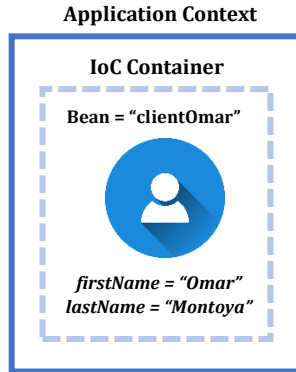 Application Context
IoC Container
Bean = “clientOmar”
firstName = “Omar”
lastName = “Montoya”